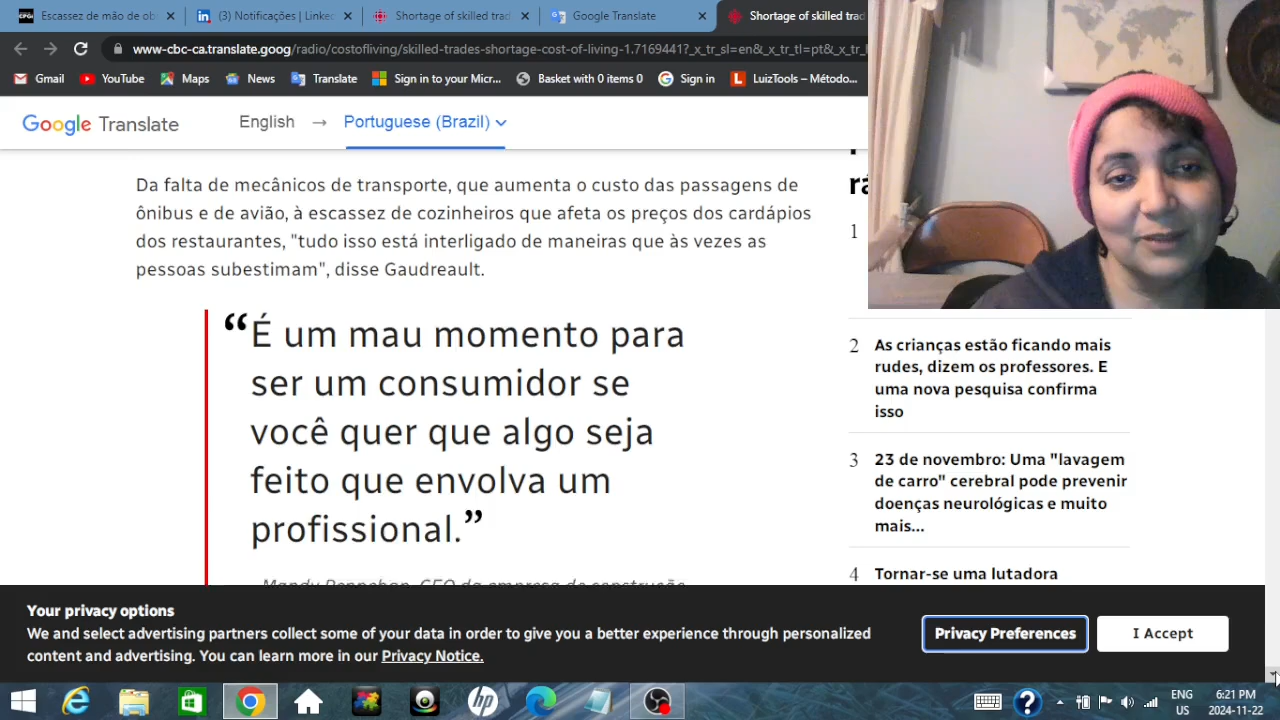 Escassez de mão de ob
(3) Notificações | Linked
Shortage of skilled trad
Google Translate
Shortage of skilled trad
www-cbc-ca.translate.goog/radio/costofliving/skilled-trades-shortage-cost-of-living-1.7169441?_x_tr_sl=en&_x_tr_tl=pt&_x_tr_
Gmail
YouTube
Maps
News
Translate
Sign in to your Micr...
Basket with 0 items 0
Sign in
LuizTools – Método...
Google Translate
English → Portuguese (Brazil)
Da falta de mecânicos de transporte, que aumenta o custo das passagens de
ônibus e de avião, à escassez de cozinheiros que afeta os preços dos cardápios
dos restaurantes, "tudo isso está interligado de maneiras que às vezes as
pessoas subestimam", disse Gaudreault.
“É um mau momento para
ser um consumidor se
você quer que algo seja
feito que envolva um
profissional.”
Mandy Rennehan, CEO da empresa de construção
1
2 As crianças estão ficando mais
rudes, dizem os professores. E
uma nova pesquisa confirma
isso
3 23 de novembro: Uma "lavagem
de carro" cerebral pode prevenir
doenças neurológicas e muito
mais...
4 Tornar-se uma lutadora
Your privacy options
We and select advertising partners collect some of your data in order to give you a better experience through personalized
content and advertising. You can learn more in our Privacy Notice.
Privacy Preferences
I Accept
ENG
US
6:21 PM
2024-11-22